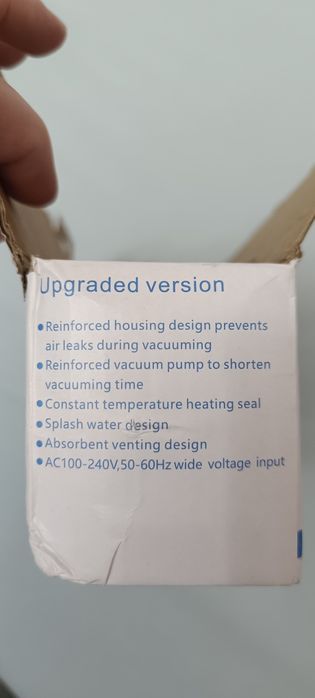 Upgraded version
●Reinforced housing design prevents
air leaks during vacuuming
●Reinforced vacuum pump to shorten
vacuuming time
●Constant temperature heating seal
●Splash water design
●Absorbent venting design
●AC100-240V,50-60Hz wide voltage input